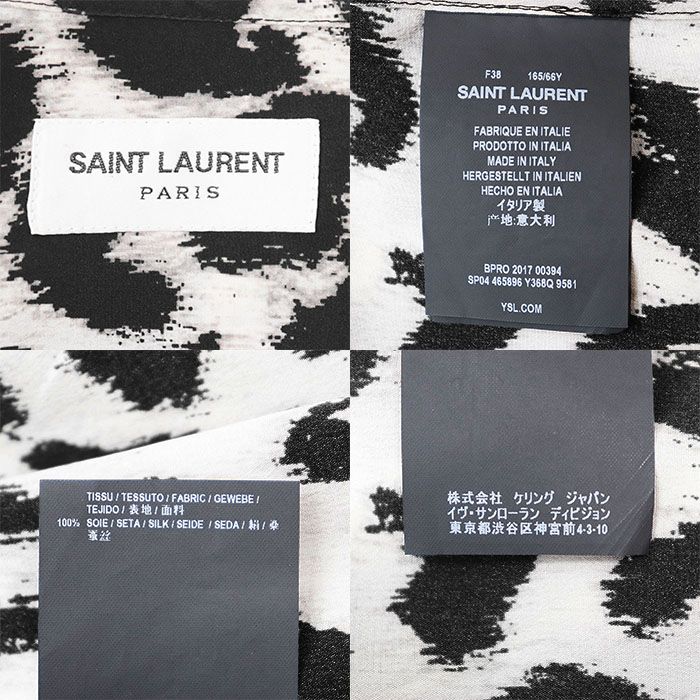 SAINT LAURENT
PARIS
F38 165/66Y
SAINT LAURENT
PARIS
FABRIQUE EN ITALIE
PRODOTTO IN ITALIA
MADE IN ITALY
HERGESTELLT IN ITALIEN
HECHO EN ITALIA
イタリア製
产地:意大利
BPRO 2017 00394
SP04 465896 Y368Q 9581
YSL.COM
TISSU / TESSUTO / FABRIC / GEWEBE /
TEJIDO / 表地 / 面料
100% SOIE / SETA / SILK / SEIDE / SEDA / 絹 / 桑
蚕丝
株式会社 ケリング ジャパン
イヴ・サンローラン ディビジョン
東京都渋谷区神宮前4-3-10